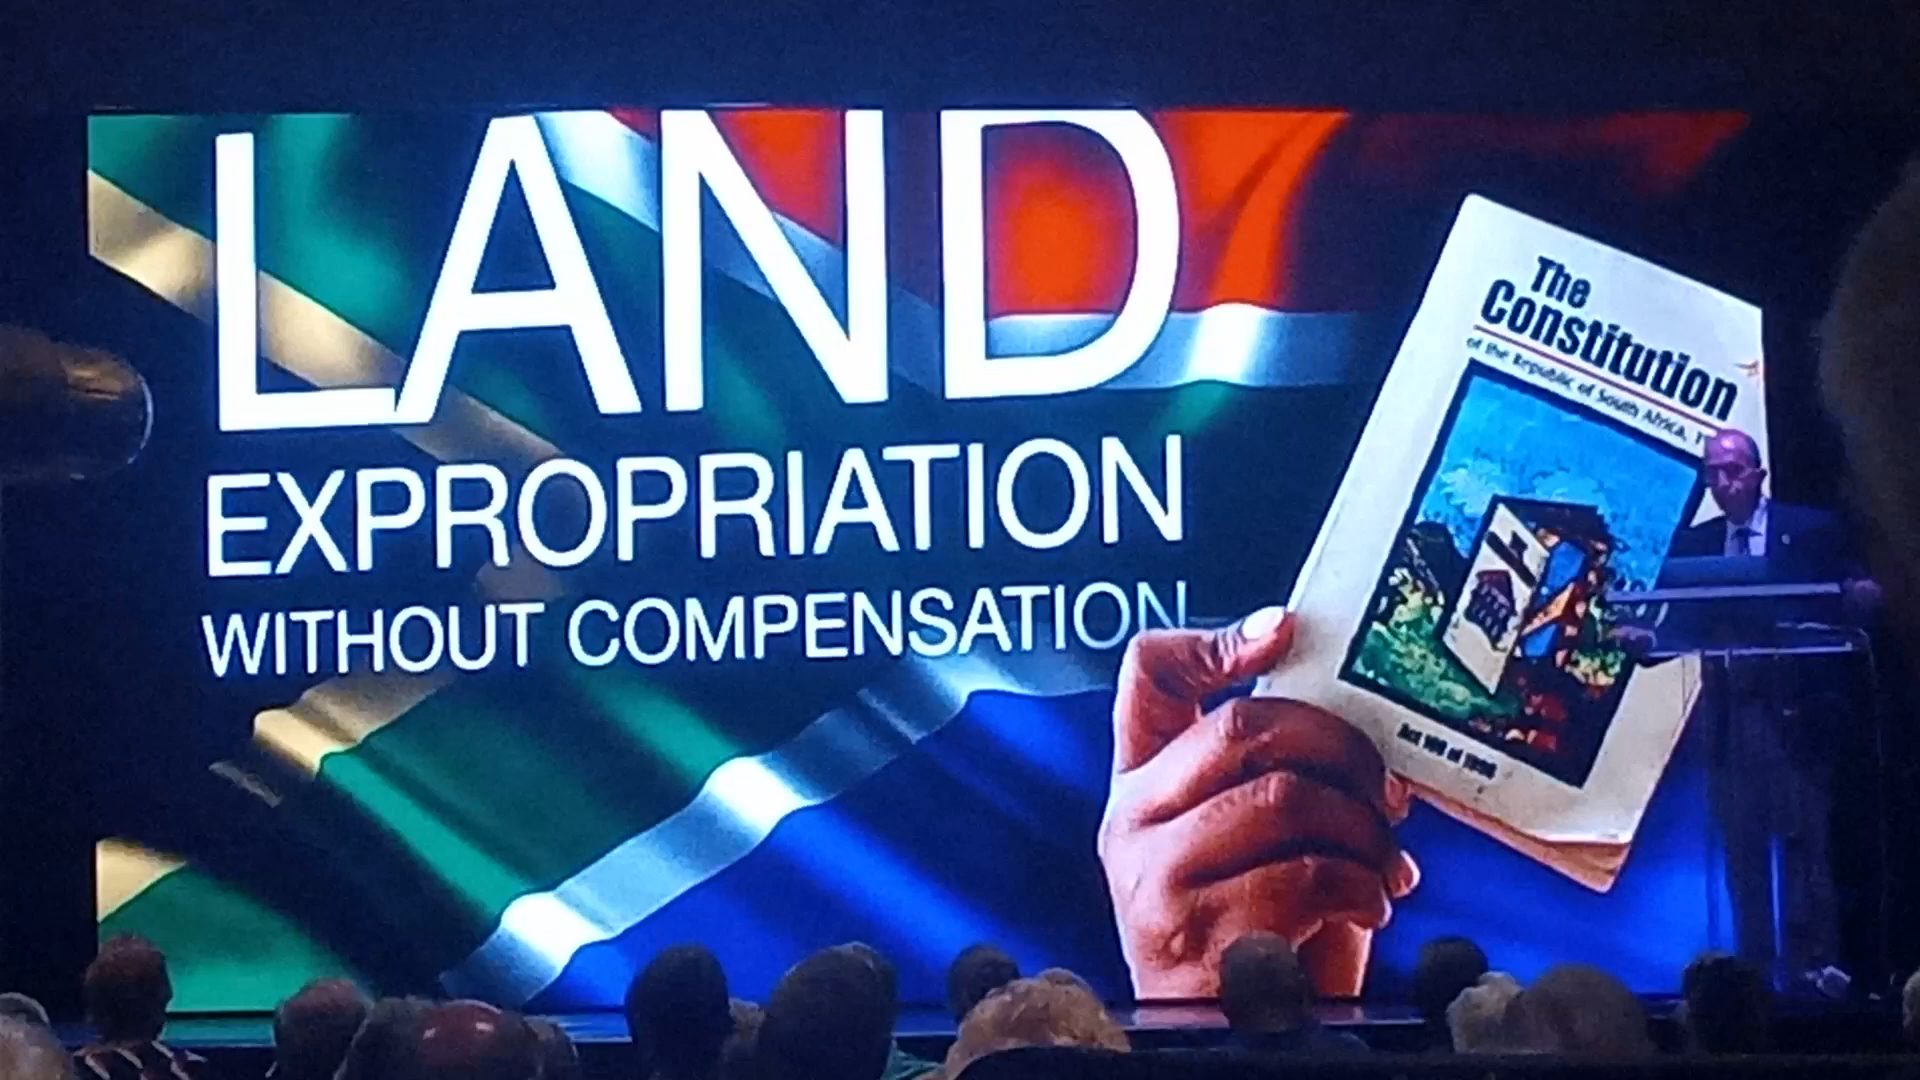 LAND
EXPROPRIATION
WITHOUT COMPENSATION
The
Constitution
of the Republic of South Africa,
Act 108 of 1996